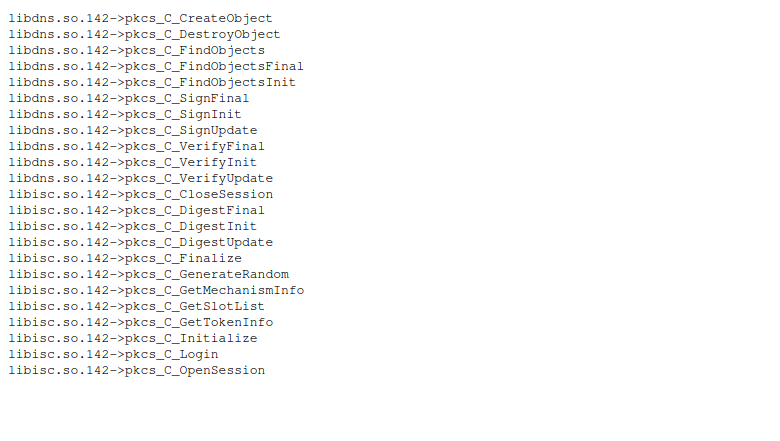 libdns.so.142->pkcs_C_CreateObject
libdns.so.142->pkcs_C_DestroyObject
libdns.so.142->pkcs_C_FindObjects
libdns.so.142->pkcs_C_FindObjectsFinal
libdns.so.142->pkcs_C_FindObjectsInit
libdns.so.142->pkcs_C_SignFinal
libdns.so.142->pkcs_C_SignInit
libdns.so.142->pkcs_C_SignUpdate
libdns.so.142->pkcs_C_VerifyFinal
libdns.so.142->pkcs_C_VerifyInit
libdns.so.142->pkcs_C_VerifyUpdate
libisc.so.142->pkcs_C_CloseSession
libisc.so.142->pkcs_C_DigestFinal
libisc.so.142->pkcs_C_DigestInit
libisc.so.142->pkcs_C_DigestUpdate
libisc.so.142->pkcs_C_Finalize
libisc.so.142->pkcs_C_GenerateRandom
libisc.so.142->pkcs_C_GetMechanismInfo
libisc.so.142->pkcs_C_GetSlotList
libisc.so.142->pkcs_C_GetTokenInfo
libisc.so.142->pkcs_C_Initialize
libisc.so.142->pkcs_C_Login
libisc.so.142->pkcs_C_OpenSession